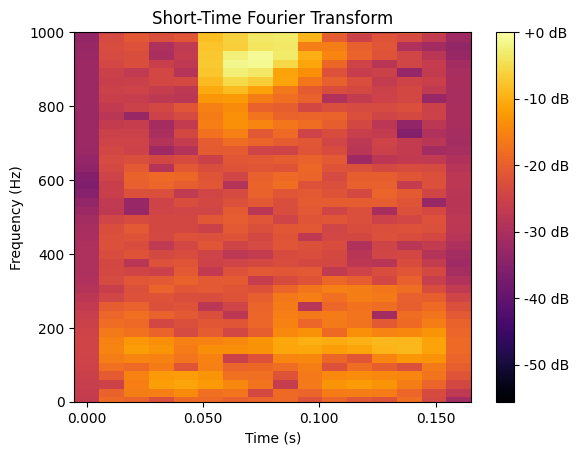 Short-Time Fourier Transform
Frequency (Hz)
1000
800
600
400
200
0
0.000
0.050
0.100
0.150
Time (s)
+0 dB
-10 dB
-20 dB
-30 dB
-40 dB
-50 dB